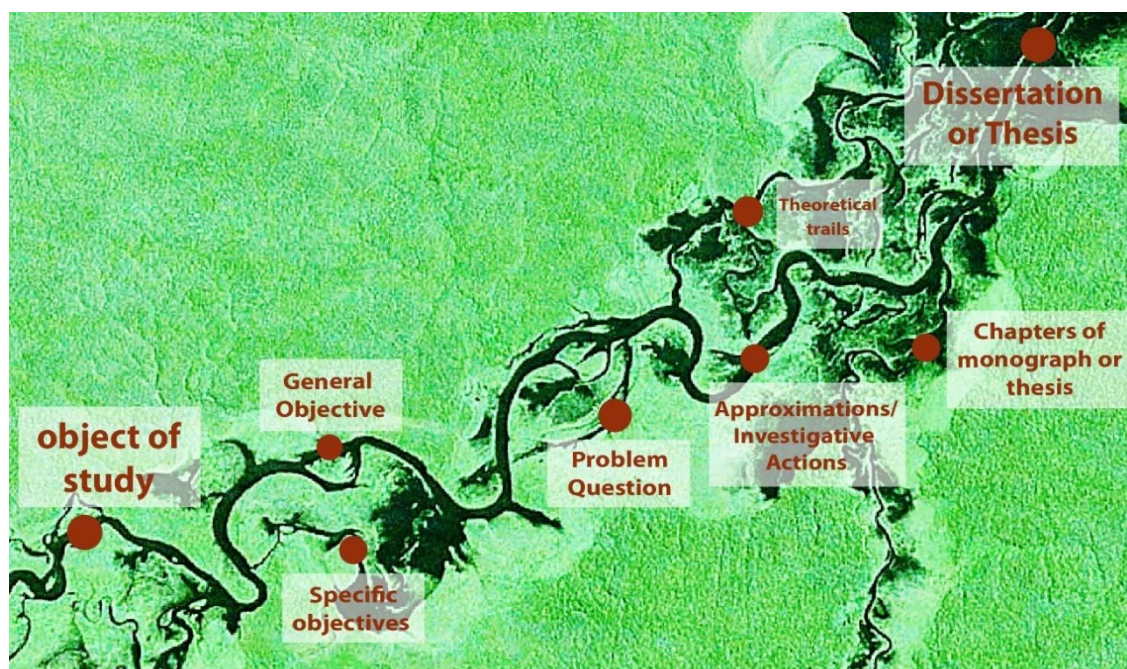 Dissertation
or Thesis
Theoretical
trails
Chapters of
monograph or
thesis
General
Objective
Approximations/
Investigative
Actions
object of
study
Problem
Question
Specific
objectives